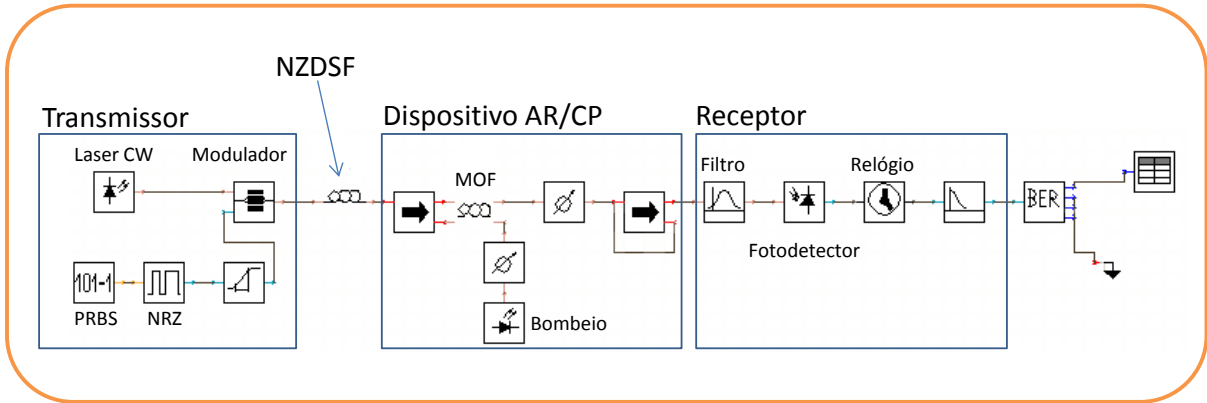 NZDSF
Transmissor
Dispositivo AR/CP
Receptor
Laser CW
Modulador
MOF
Filtro
Relógio
BER
Fotodetector
101-1
PRBS
NRZ
Bombeio